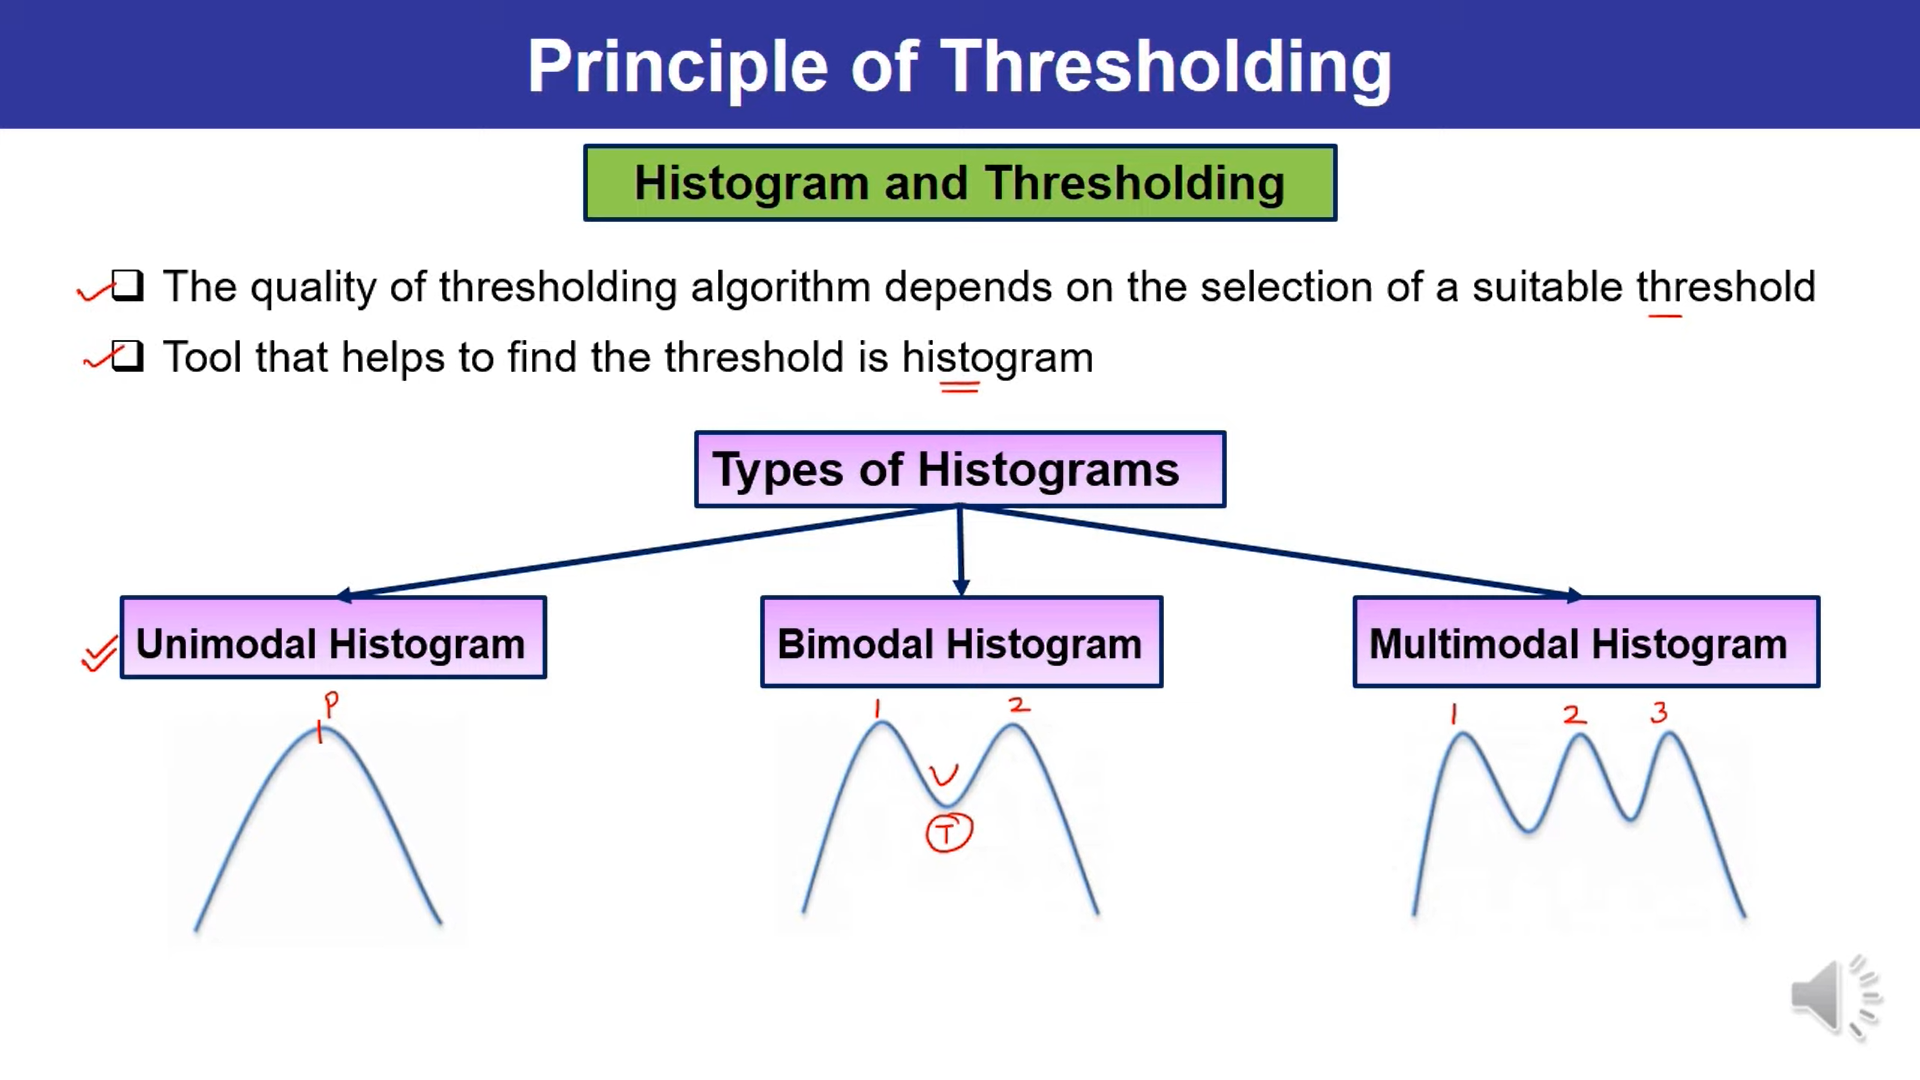 Principle of Thresholding
Histogram and Thresholding
The quality of thresholding algorithm depends on the selection of a suitable threshold
Tool that helps to find the threshold is histogram
Types of Histograms
Unimodal Histogram
Bimodal Histogram
Multimodal Histogram
P
1 2
1 2 3
V
T